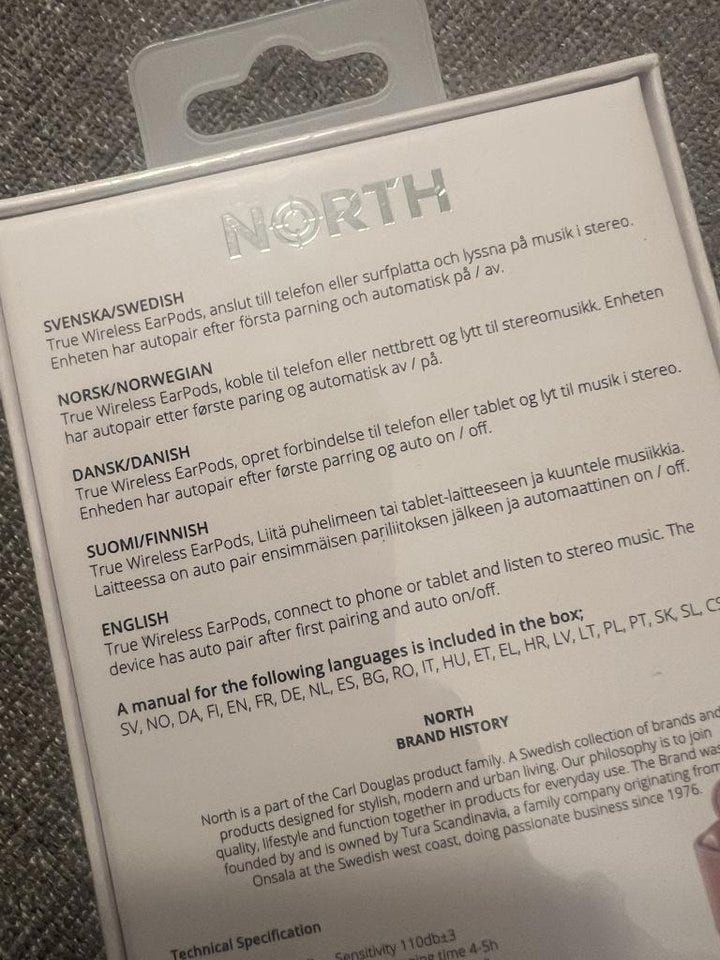 NORTH
SVENSKA/SWEDISH
True Wireless EarPods, anslut till telefon eller surfplatta och lyssna på musik i stereo.
Enheten har autopair efter första parning och automatisk på / av.
NORSK/NORWEGIAN
True Wireless EarPods, koble til telefon eller nettbrett og lytt til stereomusikk. Enheten
har autopair etter første paring og automatisk av / på.
DANSK/DANISH
True Wireless EarPods, opret forbindelse til telefon eller tablet og lyt til musik i stereo.
Enheden har autopair efter første parring og auto on / off.
SUOMI/FINNISH
True Wireless EarPods, Liitä puhelimeen tai tablet-laitteeseen ja kuuntele musiikkia.
Laitteessa on auto pair ensimmäisen pariliitoksen jälkeen ja automaattinen on / off.
ENGLISH
True Wireless EarPods, connect to phone or tablet and listen to stereo music. The
device has auto pair after first pairing and auto on/off.
A manual for the following languages is included in the box;
SV, NO, DA, FI, EN, FR, DE, NL, ES, BG, RO, IT, HU, ET, EL, HR, LV, LT, PL, PT, SK, SL, CS
NORTH
BRAND HISTORY
North is a part of the Carl Douglas product family. A Swedish collection of brands and
products designed for stylish, modern and urban living. Our philosophy is to join
quality, lifestyle and function together in products for everyday use. The Brand was
founded by and is owned by Tura Scandinavia, a family company originating from
Onsala at the Swedish west coast, doing passionate business since 1976.
Technical Specification
Sensitivity 110db±3
time 4-5h